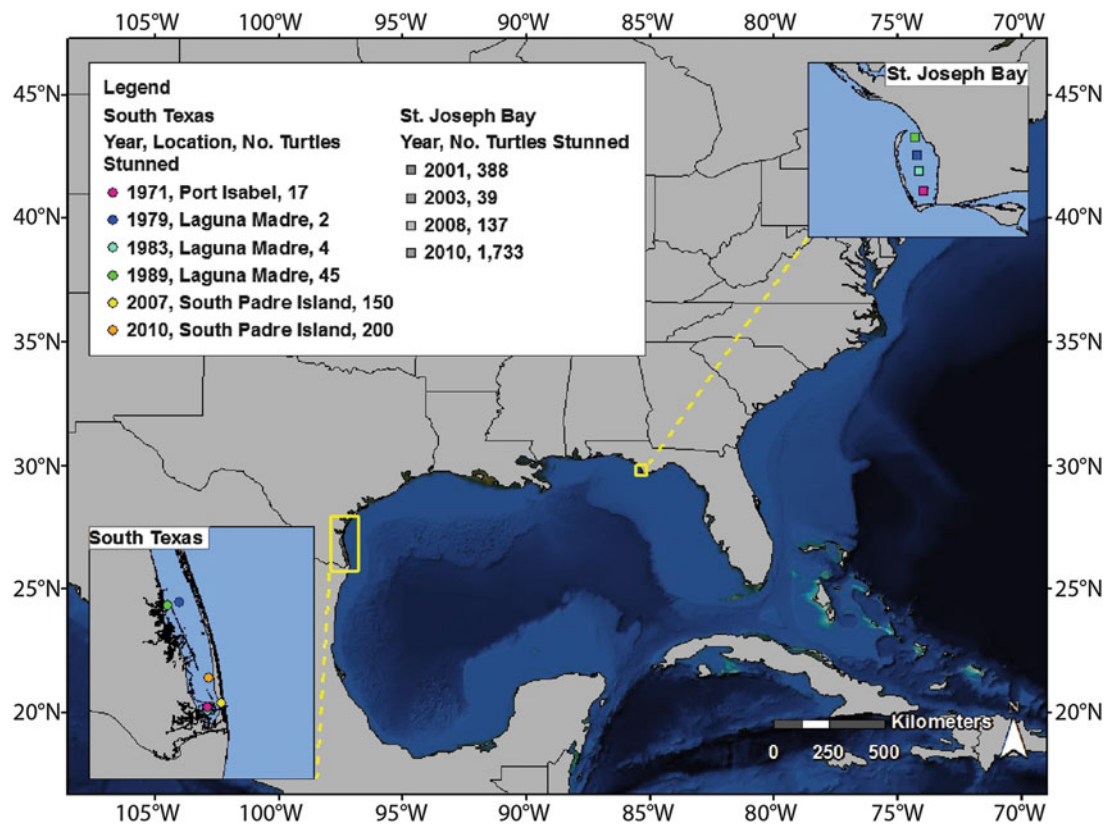 105°W 100°W 95°W 90°W 85°W 80°W 75°W 70°W
45°N 45°N
40°N 40°N
35°N 35°N
30°N 30°N
25°N 25°N
20°N 20°N
Legend
South Texas
Year, Location, No. Turtles
Stunned
1971, Port Isabel, 17
1979, Laguna Madre, 2
1983, Laguna Madre, 4
1989, Laguna Madre, 45
2007, South Padre Island, 150
2010, South Padre Island, 200
St. Joseph Bay
Year, No. Turtles Stunned
2001, 388
2003, 39
2008, 137
2010, 1,733
St. Joseph Bay
South Texas
N
Kilometers
0 250 500
105°W 100°W 95°W 90°W 85°W 80°W 75°W 70°W